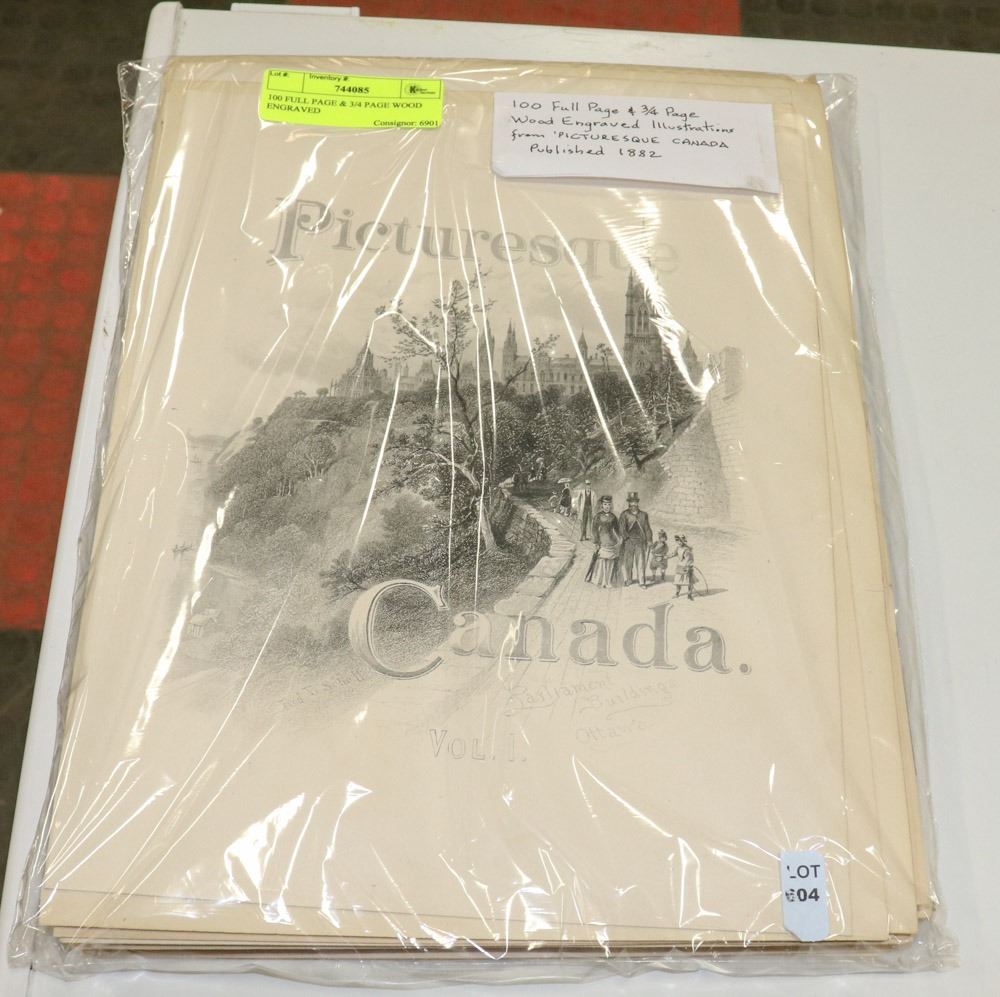 Lot #:
Inventory #:
744085
100 FULL PAGE & 3/4 PAGE WOOD
ENGRAVED
Consignor: 6901
100 Full Page & 3/4 Page
Wood Engraved Illustrations
from 'PICTURESQUE CANADA
Published 1882
Picturesque
Canada.
Parliament
Buildings
Ottawa
VOL. I.
LOT
604